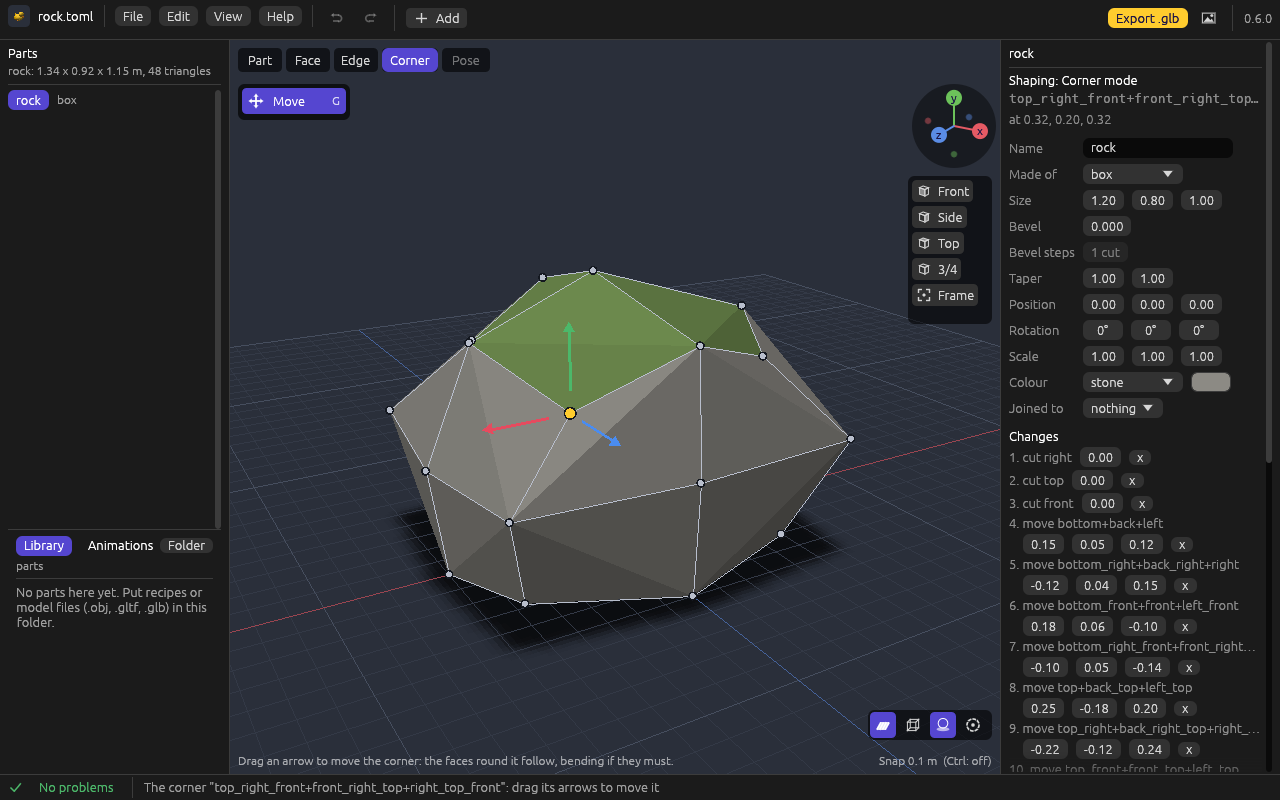 rock.toml File Edit View Help + Add Export .glb 0.6.0
Parts
rock: 1.34 x 0.92 x 1.15 m, 48 triangles
rock box
Library Animations Folder
parts
No parts here yet. Put recipes or
model files (.obj, .gltf, .glb) in this
folder.
Part Face Edge Corner Pose
Move G
y
x
z
Front
Side
Top
3/4
Frame
Drag an arrow to move the corner: the faces round it follow, bending if they must.
Snap 0.1 m (Ctrl: off)
rock
Shaping: Corner mode
top_right_front+front_right_top…
at 0.32, 0.20, 0.32
Name rock
Made of box
Size 1.20 0.80 1.00
Bevel 0.000
Bevel steps 1 cut
Taper 1.00 1.00
Position 0.00 0.00 0.00
Rotation 0° 0° 0°
Scale 1.00 1.00 1.00
Colour stone
Joined to nothing
Changes
1. cut right 0.00 x
2. cut top 0.00 x
3. cut front 0.00 x
4. move bottom+back+left
0.15 0.05 0.12 x
5. move bottom_right+back_right+right
-0.12 0.04 0.15 x
6. move bottom_front+front+left_front
0.18 0.06 -0.10 x
7. move bottom_right_front+front_right…
-0.10 0.05 -0.14 x
8. move top+back_top+left_top
0.25 -0.18 0.20 x
9. move top_right+back_right_top+right_…
-0.22 -0.12 0.24 x
10. move top_front+front_top+left_top
No problems The corner "top_right_front+front_right_top+right_top_front": drag its arrows to move it